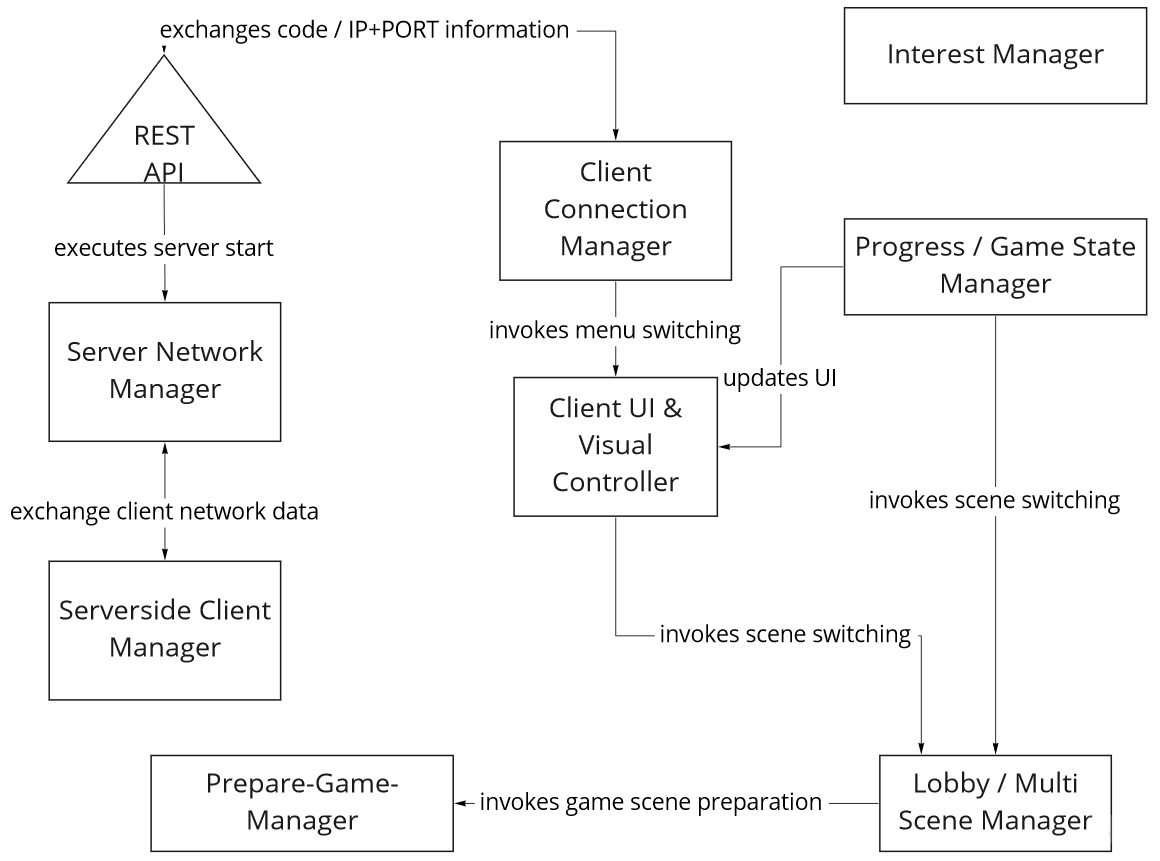 exchanges code / IP+PORT information
Interest Manager
REST
API
Client
Connection
Manager
executes server start
Progress / Game State
Manager
invokes menu switching
Server Network
Manager
updates UI
Client UI &
Visual
Controller
invokes scene switching
exchange client network data
Serverside Client
Manager
invokes scene switching
Prepare-Game-
Manager
invokes game scene preparation
Lobby / Multi
Scene Manager